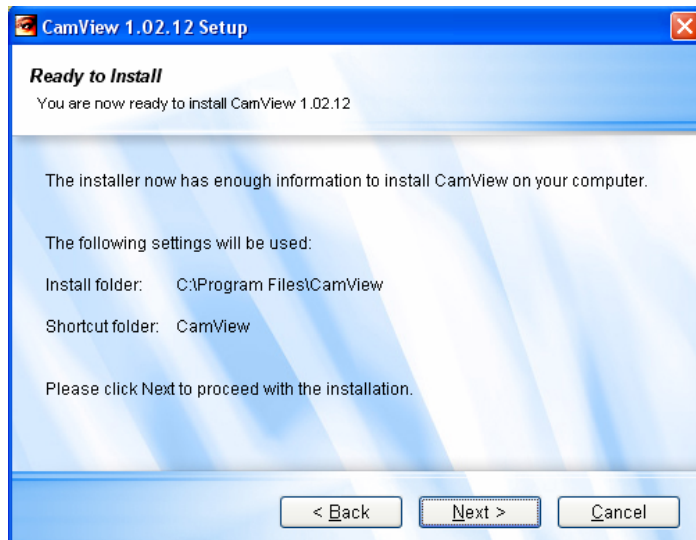 CamView 1.02.12 Setup
Ready to Install
You are now ready to install CamView 1.02.12
The installer now has enough information to install CamView on your computer.
The following settings will be used:
Install folder: C:\Program Files\CamView
Shortcut folder: CamView
Please click Next to proceed with the installation.
< Back Next > Cancel